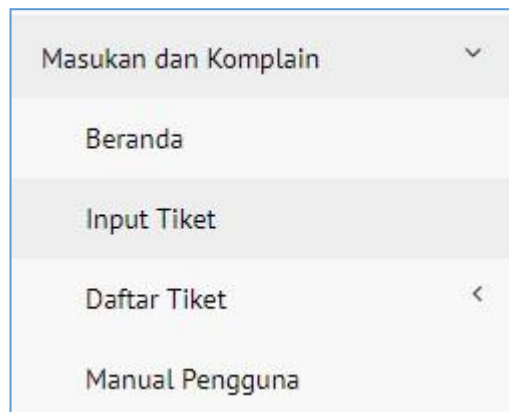 Masukan dan Komplain
Beranda
Input Tiket
Daftar Tiket
Manual Pengguna